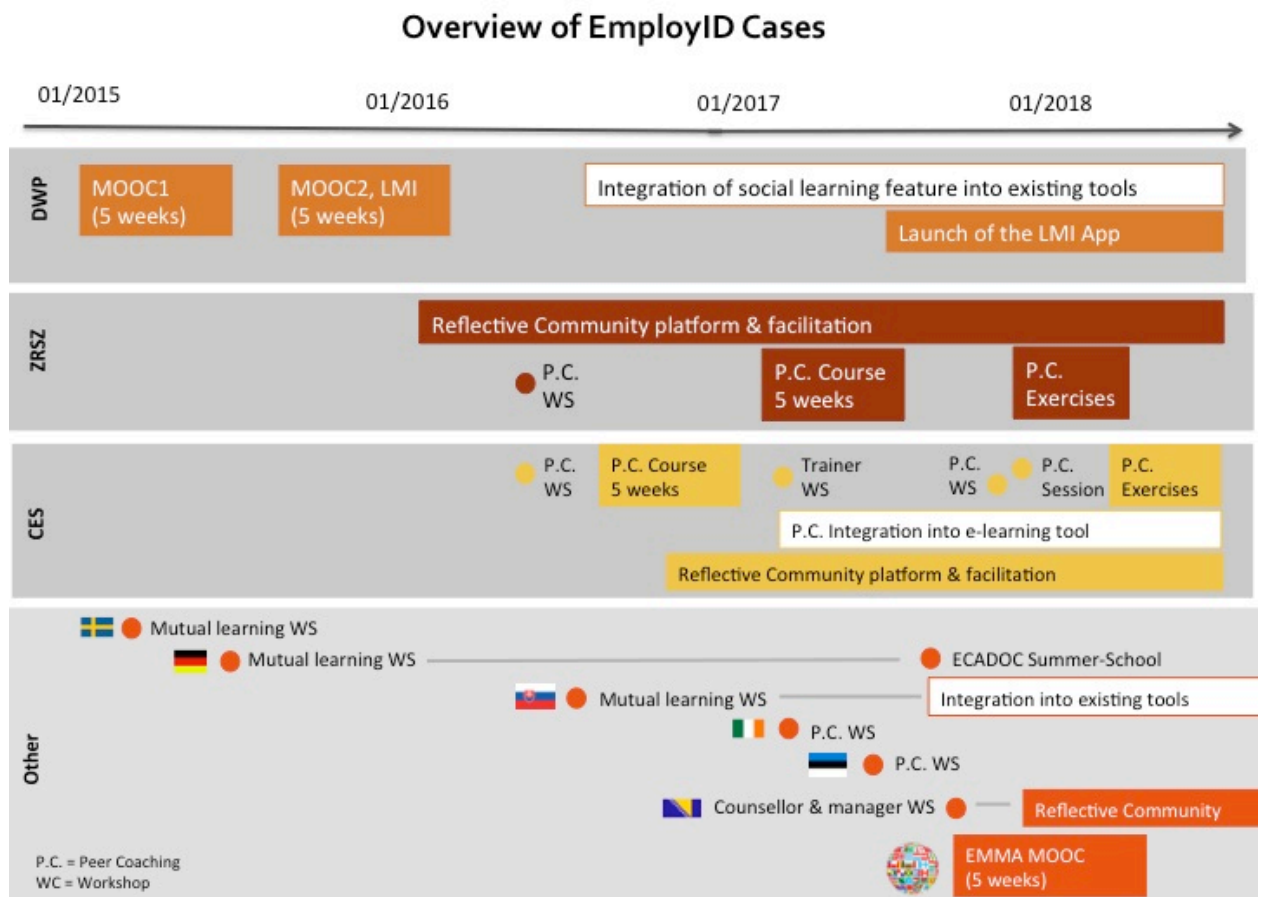 Overview of EmployID Cases
01/2015
01/2016
01/2017
01/2018
DWP
MOOC1
(5 weeks)
MOOC2, LMI
(5 weeks)
Integration of social learning feature into existing tools
Launch of the LMI App
ZRSZ
Reflective Community platform & facilitation
P.C.
WS
P.C. Course
5 weeks
P.C.
Exercises
CES
P.C.
WS
P.C. Course
5 weeks
Trainer
WS
P.C.
WS
P.C.
Session
P.C.
Exercises
P.C. Integration into e-learning tool
Reflective Community platform & facilitation
Other
Mutual learning WS
Mutual learning WS
ECADOC Summer-School
Mutual learning WS
Integration into existing tools
P.C. WS
P.C. WS
Counsellor & manager WS
Reflective Community
EMMA MOOC
(5 weeks)
P.C. = Peer Coaching
WC = Workshop